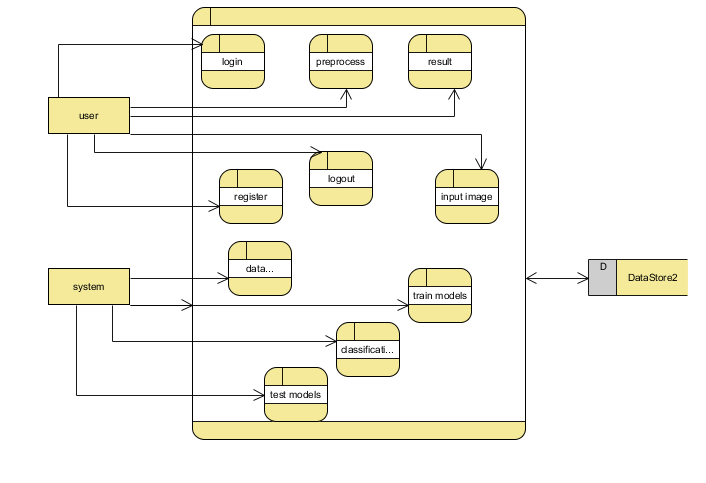 login
preprocess
result
user
logout
register
input image
data...
system
train models
classificati...
test models
D
DataStore2